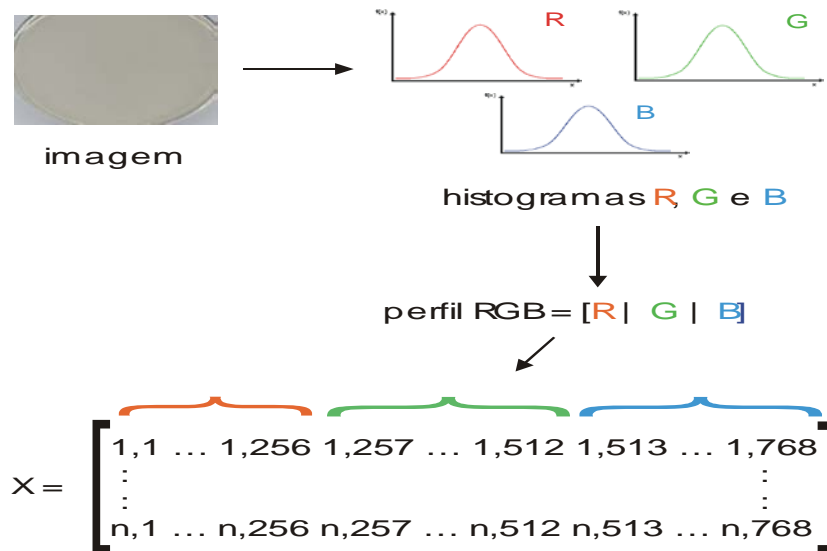 R
G
B
imagem
histogramas R, G e B
perfil RGB = [R | G | B]
1,1 ... 1,256 1,257 ... 1,512 1,513 ... 1,768
X =
n,1 ... n,256 n,257 ... n,512 n,513 ... n,768